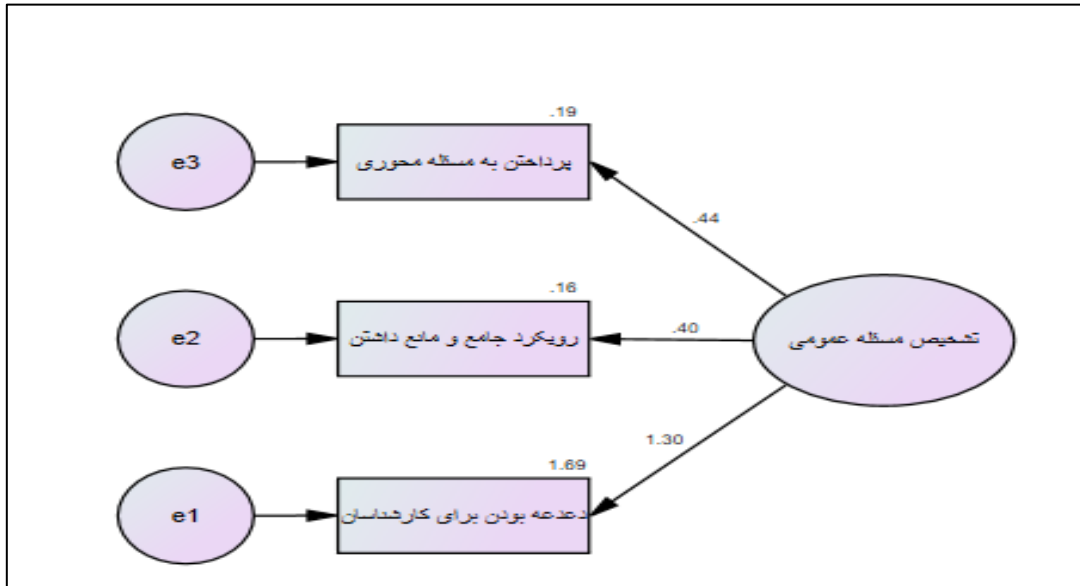 .19
e3
پرداختن به مسئله محوری
.44
.16
e2
رویکرد جامع و مانع داشتن
.40
تشخیص مسئله عمومی
1.30
1.69
e1
دغدغه بودن برای کارشناسان